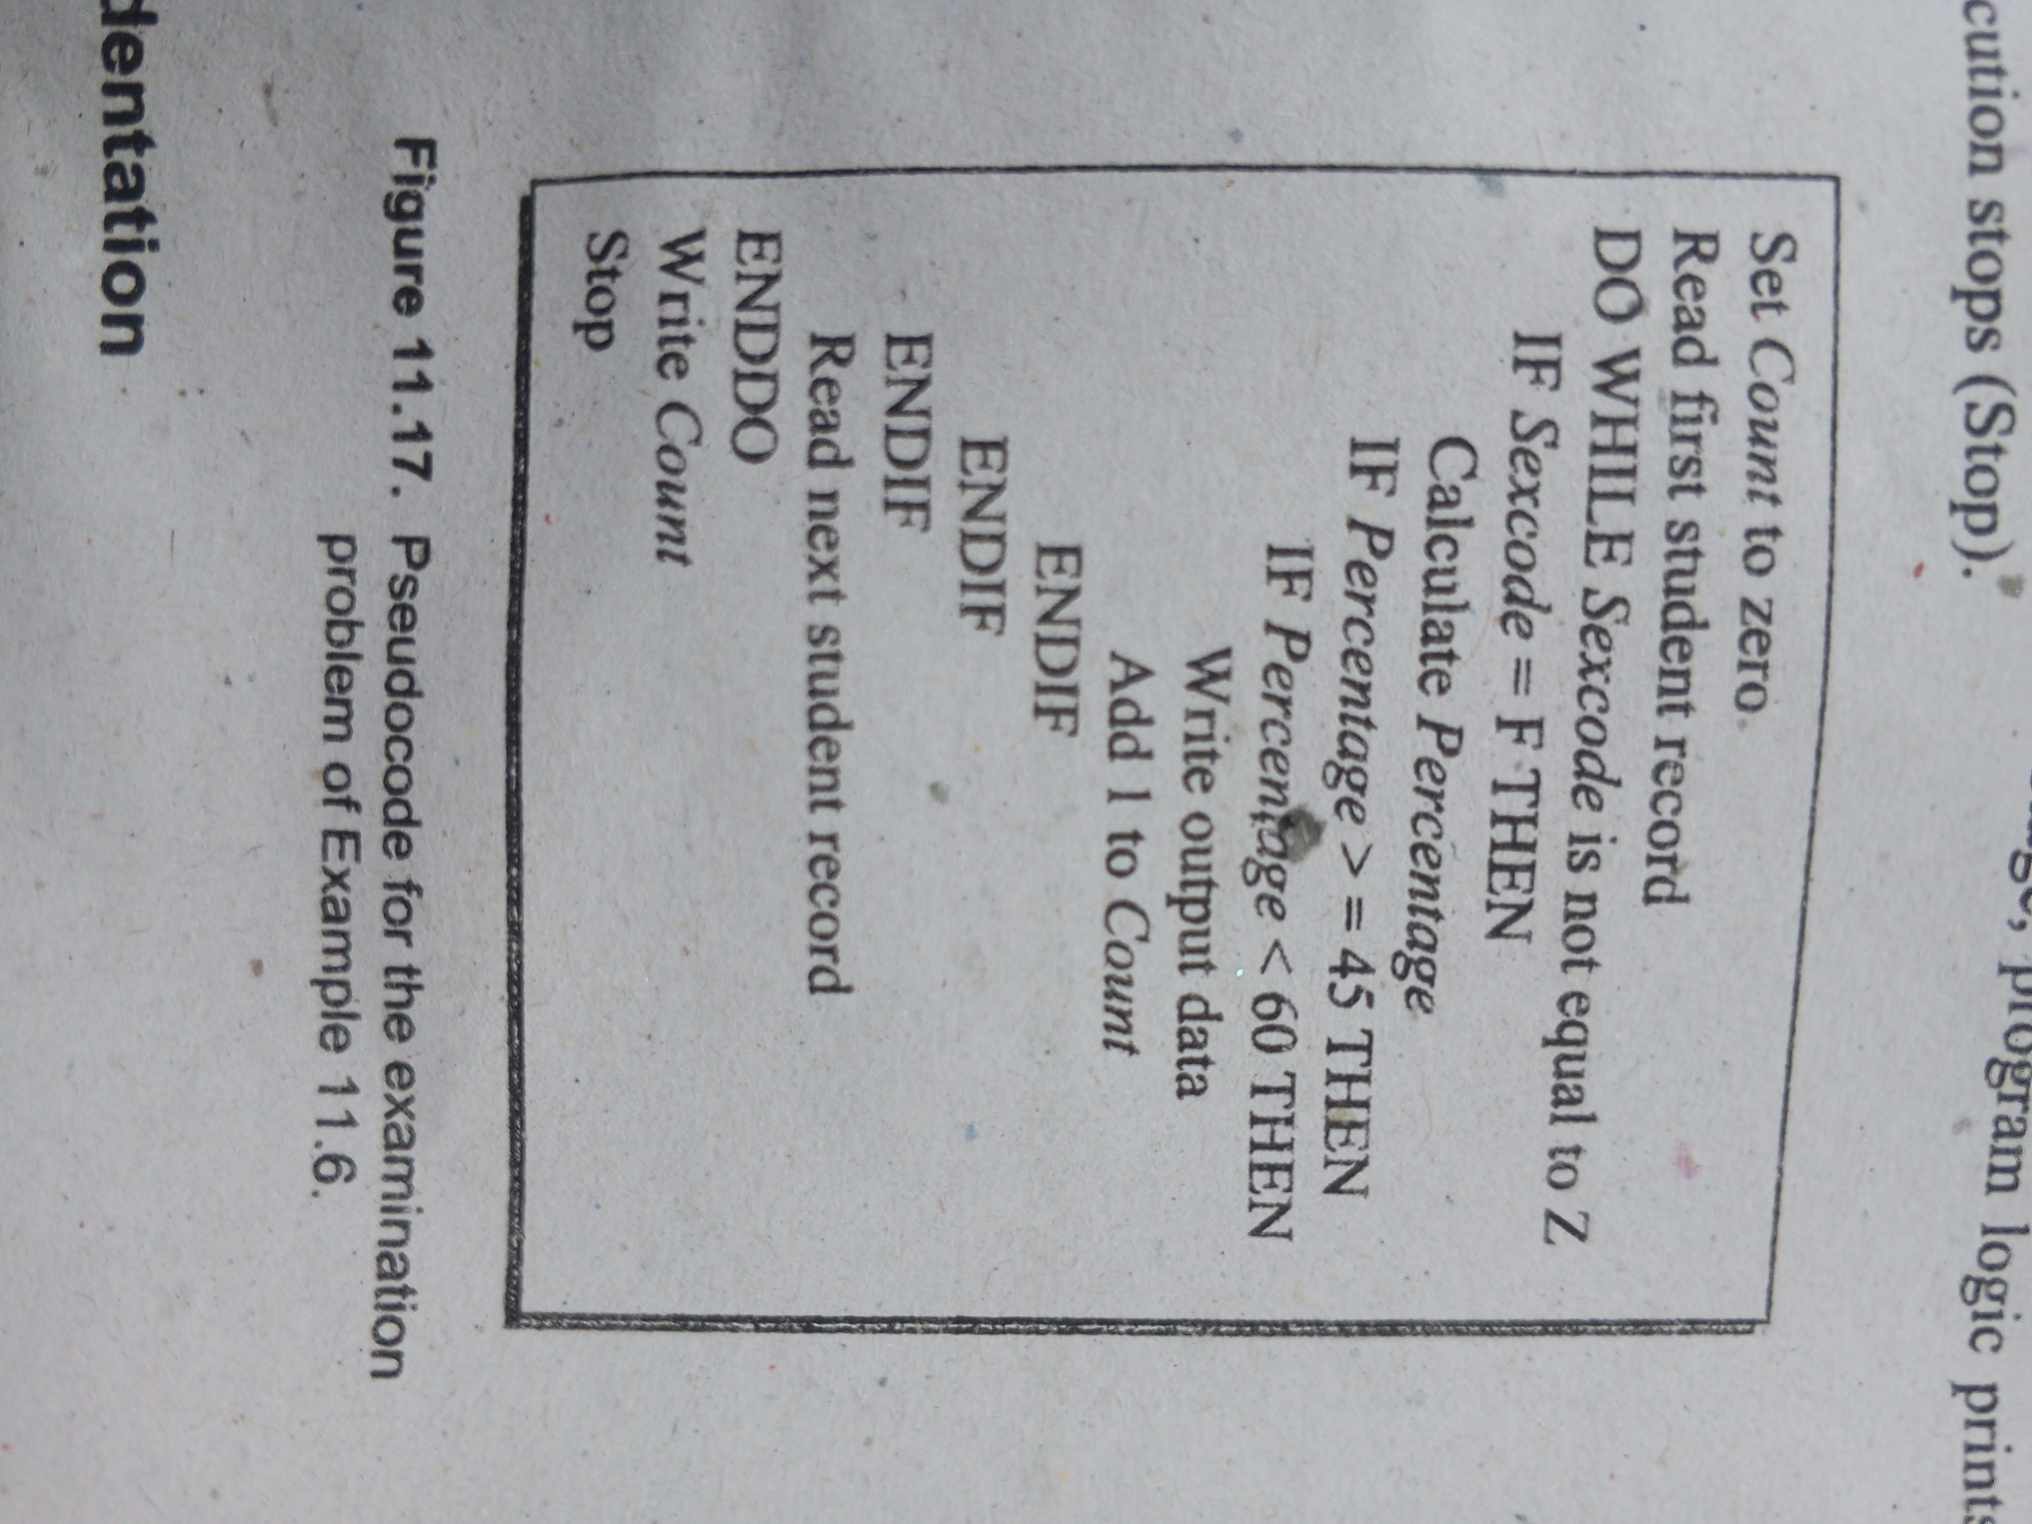 program logic prints
cution stops (Stop).
Set Count to zero
Read first student record
DO WHILE Sexcode is not equal to Z
IF Sexcode = F THEN
Calculate Percentage
IF Percentage > = 45 THEN
IF Percentage < 60 THEN
Write output data
Add 1 to Count
ENDIF
ENDIF
ENDIF
Read next student record
ENDDO
Write Count
Stop
Figure 11.17. Pseudocode for the examination
problem of Example 11.6.
dentation